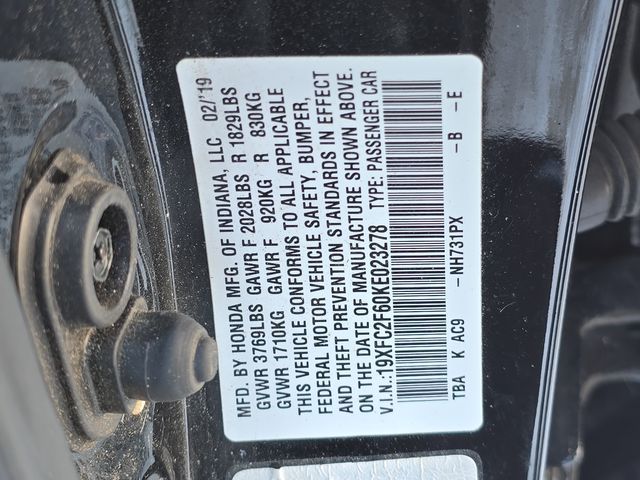 MFD. BY HONDA MFG. OF INDIANA, LLC 02/'19
GVWR 3769LBS GAWR F 2028LBS R 1829LBS
GVWR 1710KG GAWR F 920KG R 830KG
THIS VEHICLE CONFORMS TO ALL APPLICABLE
FEDERAL MOTOR VEHICLE SAFETY, BUMPER,
AND THEFT PREVENTION STANDARDS IN EFFECT
ON THE DATE OF MANUFACTURE SHOWN ABOVE.
V.I.N.:19XFC2F60KE023278 TYPE: PASSENGER CAR
TBA K AC9 -NH731PX -B -E